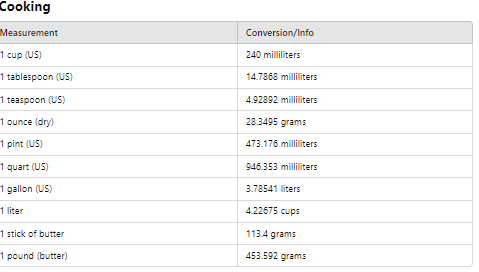 Cooking
Measurement Conversion/Info
1 cup (US) 240 milliliters
1 tablespoon (US) 14.7868 milliliters
1 teaspoon (US) 4.92892 milliliters
1 ounce (dry) 28.3495 grams
1 pint (US) 473.176 milliliters
1 quart (US) 946.353 milliliters
1 gallon (US) 3.78541 liters
1 liter 4.22675 cups
1 stick of butter 113.4 grams
1 pound (butter) 453.592 grams